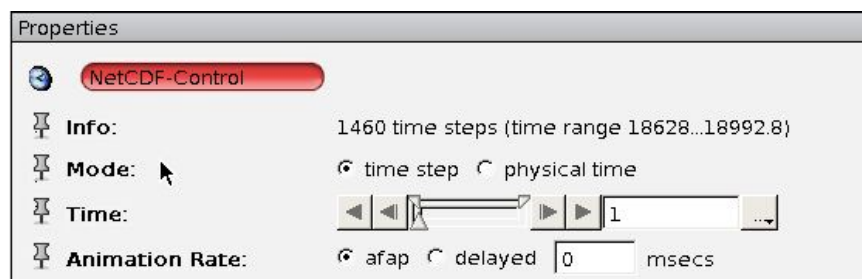 Properties
NetCDF-Control
Info: 1460 time steps (time range 18628...18992.8)
Mode: time step physical time
Time: 1 ...
Animation Rate: afap delayed 0 msecs